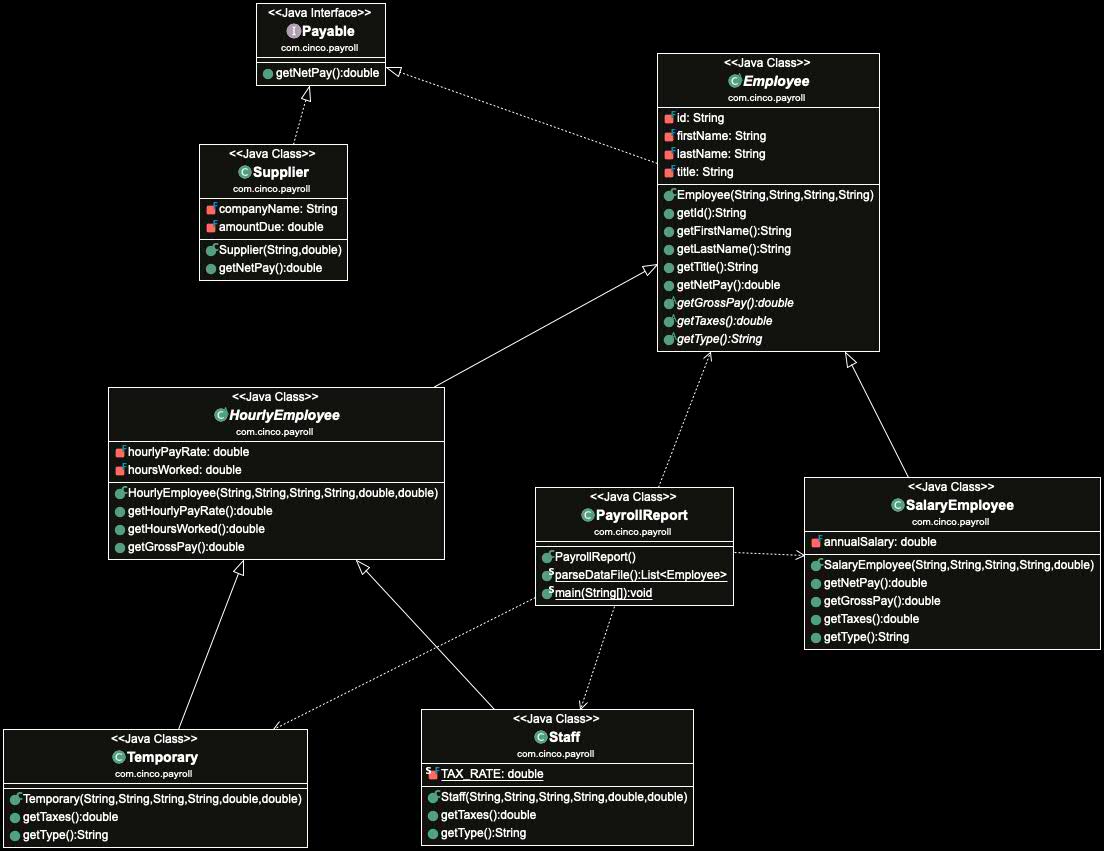 <<Java Interface>>
Payable
com.cinco.payroll
getNetPay():double
<<Java Class>>
Employee
com.cinco.payroll
id: String
firstName: String
lastName: String
title: String
Employee(String,String,String,String)
getId():String
getFirstName():String
getLastName():String
getTitle():String
getNetPay():double
getGrossPay():double
getTaxes():double
getType():String
<<Java Class>>
Supplier
com.cinco.payroll
companyName: String
amountDue: double
Supplier(String,double)
getNetPay():double
<<Java Class>>
HourlyEmployee
com.cinco.payroll
hourlyPayRate: double
hoursWorked: double
HourlyEmployee(String,String,String,String,double,double)
getHourlyPayRate():double
getHoursWorked():double
getGrossPay():double
<<Java Class>>
PayrollReport
com.cinco.payroll
PayrollReport()
parseDataFile():List<Employee>
main(String[]):void
<<Java Class>>
SalaryEmployee
com.cinco.payroll
annualSalary: double
SalaryEmployee(String,String,String,String,double)
getNetPay():double
getGrossPay():double
getTaxes():double
getType():String
<<Java Class>>
Temporary
com.cinco.payroll
Temporary(String,String,String,String,double,double)
getTaxes():double
getType():String
<<Java Class>>
Staff
com.cinco.payroll
TAX_RATE: double
Staff(String,String,String,String,double,double)
getTaxes():double
getType():String